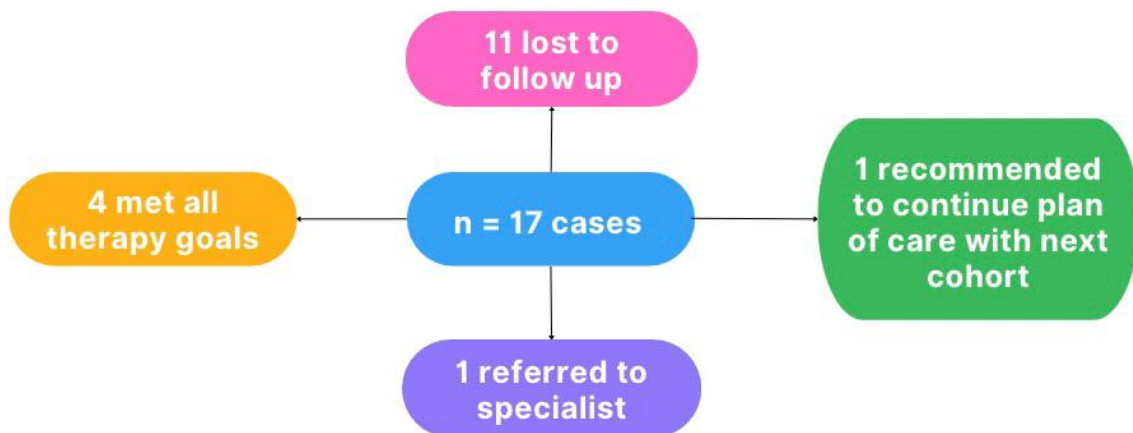 11 lost to
follow up
4 met all
therapy goals
n = 17 cases
1 recommended
to continue plan
of care with next
cohort
1 referred to
specialist